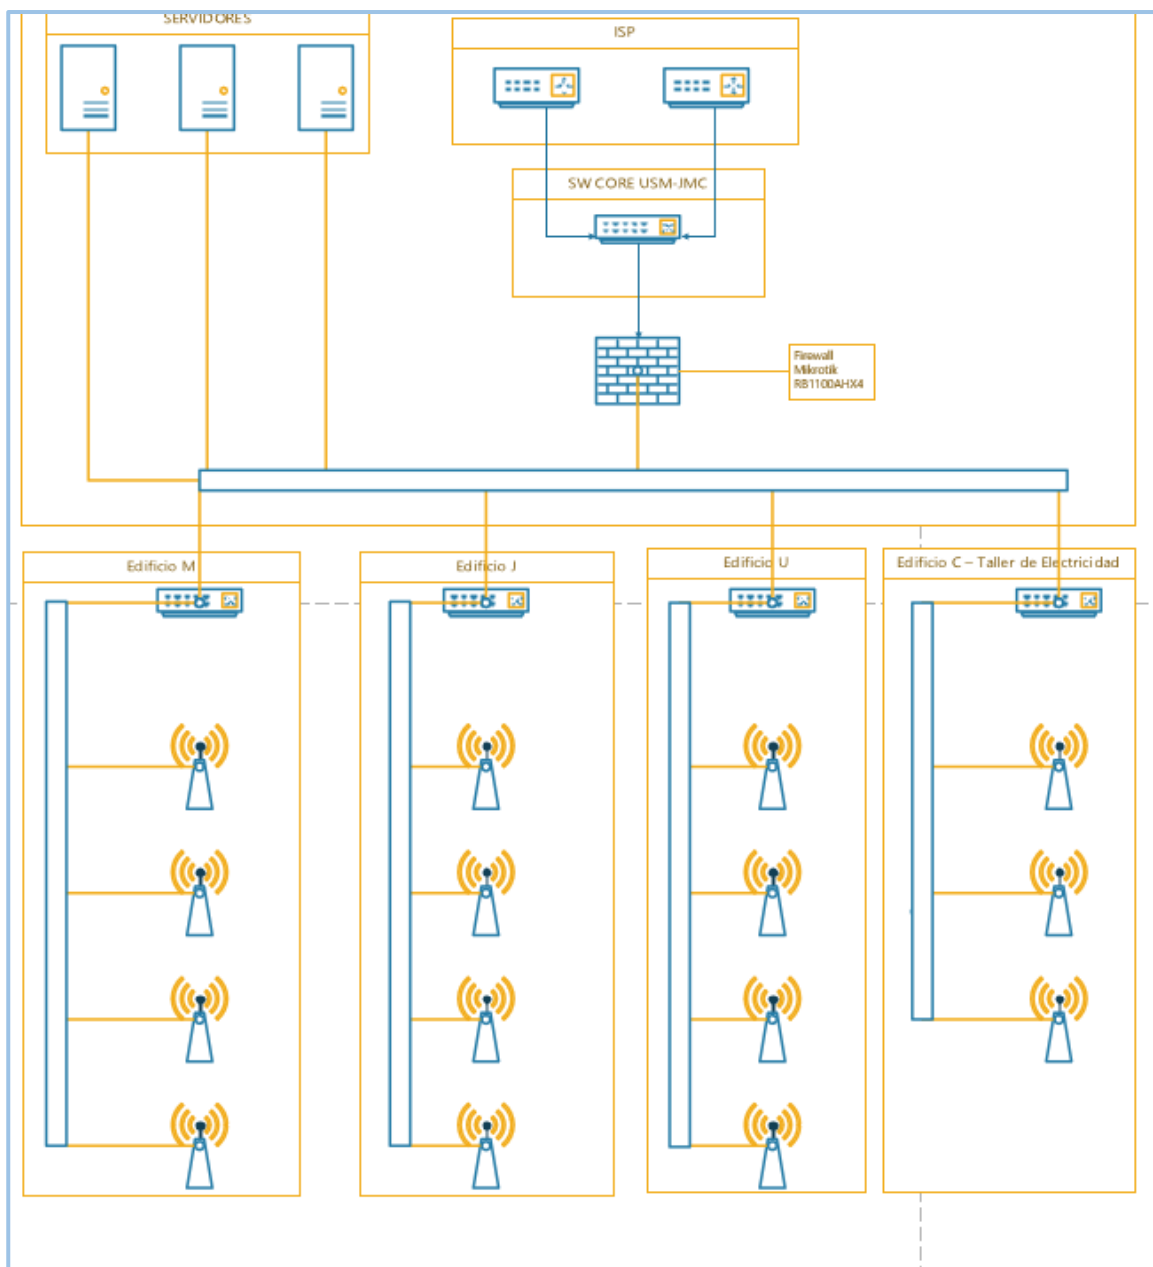 SERVIDORES
ISP
SW CORE USM-JMC
Firewall
Mikrotik
RB1100AHX4
Edificio M
Edificio J
Edificio U
Edificio C – Taller de Electricidad